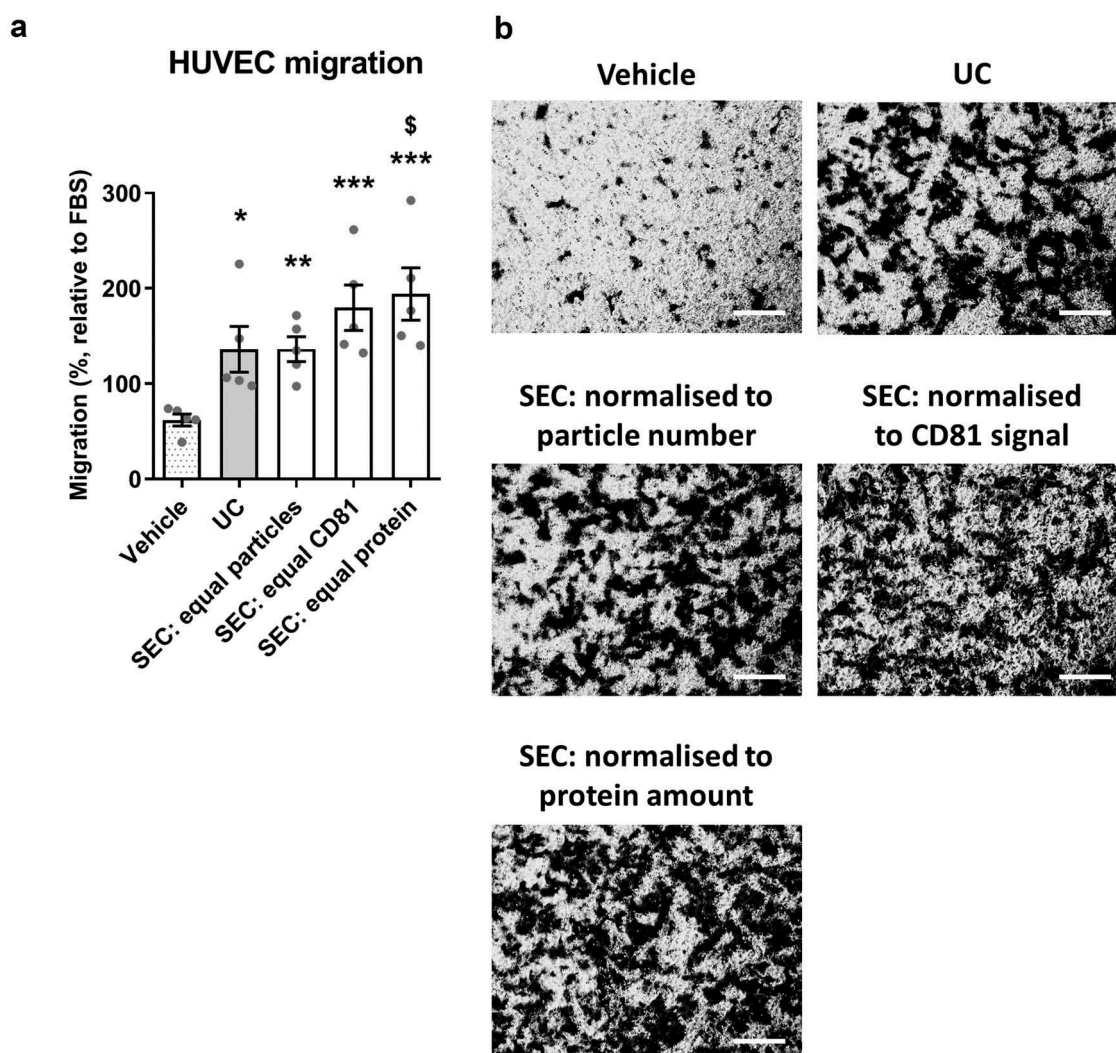 a
HUVEC migration
Migration (%, relative to FBS)
300
200
100
0
*
**
***
$
***
Vehicle
UC
SEC: equal particles
SEC: equal CD81
SEC: equal protein
b
Vehicle
UC
SEC: normalised to
particle number
SEC: normalised
to CD81 signal
SEC: normalised to
protein amount